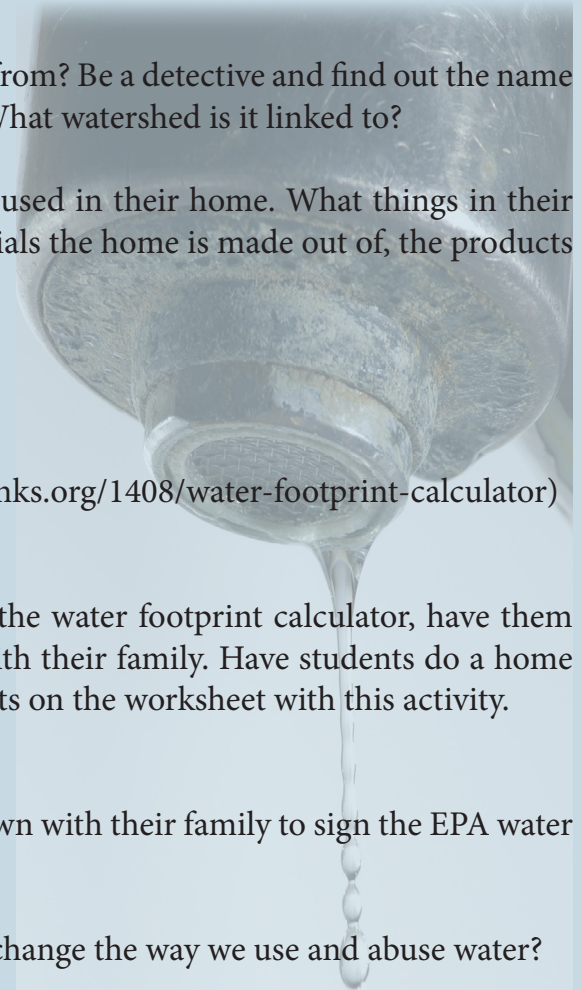 from? Be a detective and find out the name
What watershed is it linked to?
used in their home. What things in their
ials the home is made out of, the products
nks.org/1408/water-footprint-calculator)
the water footprint calculator, have them
ith their family. Have students do a home
ts on the worksheet with this activity.
wn with their family to sign the EPA water
change the way we use and abuse water?